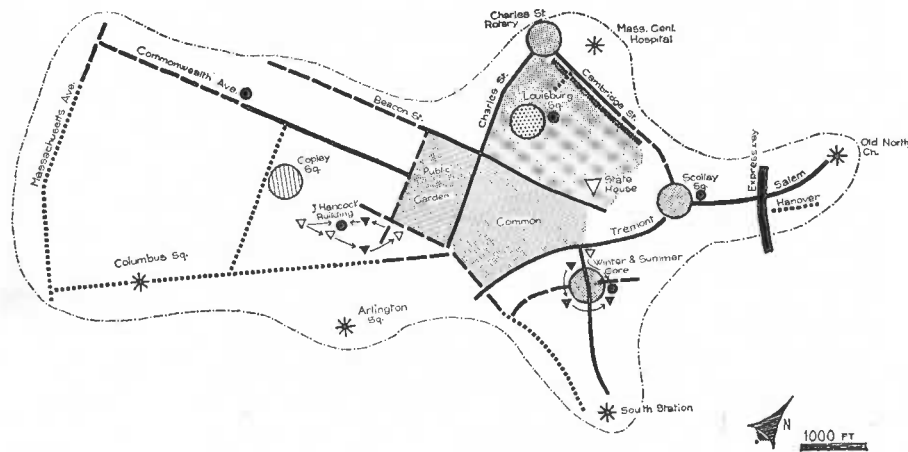 Charles St.
Rotary
Mass. Genl.
Hospital
Commonwealth Ave.
Massachusetts Ave.
Beacon St.
Charles St.
Cambridge St.
Louisburg
Sq.
Copley
Sq.
Public
Garden
State
House
Scollay
Sq.
Expressway
Old North
Ch.
Salem
Hanover
J. Hancock
Building
Common
Tremont
Columbus Sq.
Winter & Summer
Core
Arlington
Sq.
South Station
N
1000 FT